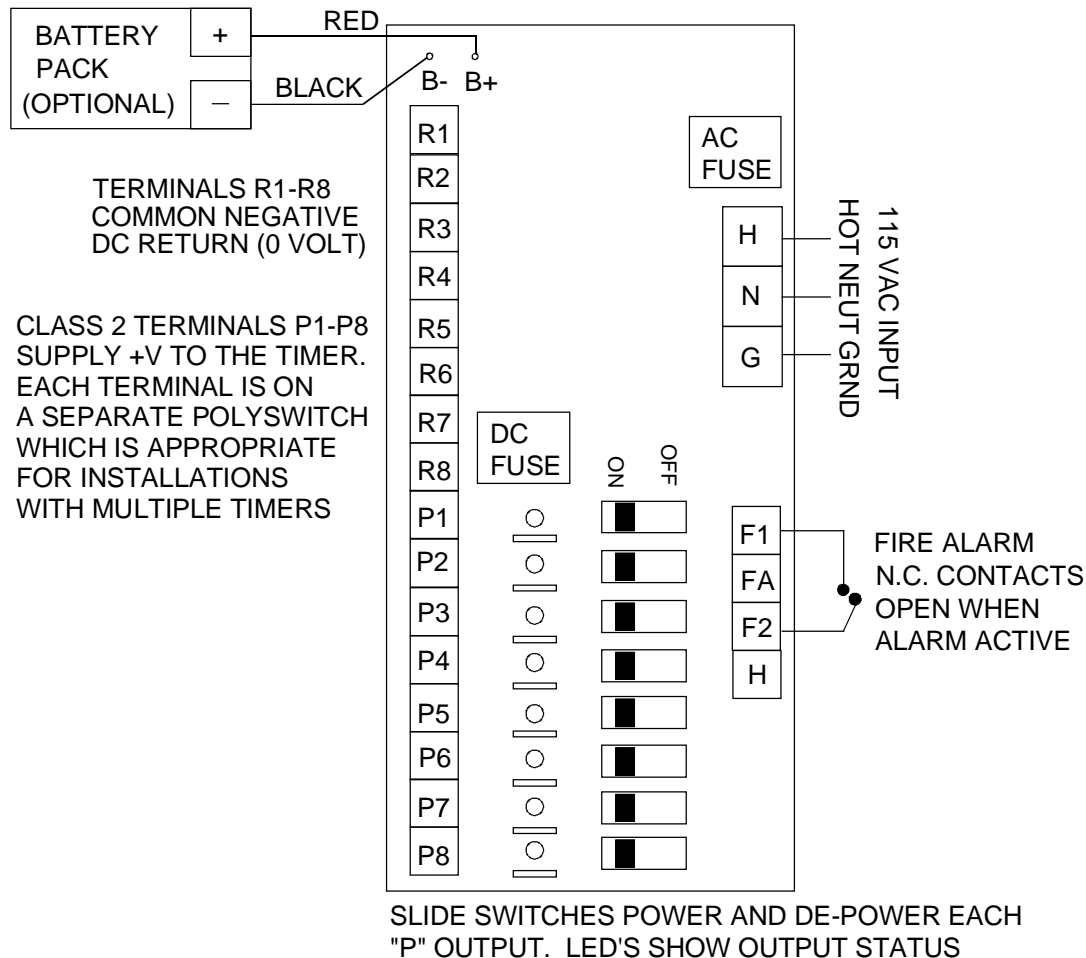 BATTERY
PACK
(OPTIONAL)
+
−
RED
BLACK
B- B+
R1
R2
R3
R4
R5
R6
R7
R8
P1
P2
P3
P4
P5
P6
P7
P8
TERMINALS R1-R8
COMMON NEGATIVE
DC RETURN (0 VOLT)
CLASS 2 TERMINALS P1-P8
SUPPLY +V TO THE TIMER.
EACH TERMINAL IS ON
A SEPARATE POLYSWITCH
WHICH IS APPROPRIATE
FOR INSTALLATIONS
WITH MULTIPLE TIMERS
AC
FUSE
H
N
G
115 VAC INPUT
HOT NEUT GRND
DC
FUSE
ON
OFF
F1
FA
F2
H
FIRE ALARM
N.C. CONTACTS
OPEN WHEN
ALARM ACTIVE
SLIDE SWITCHES POWER AND DE-POWER EACH
"P" OUTPUT. LED'S SHOW OUTPUT STATUS